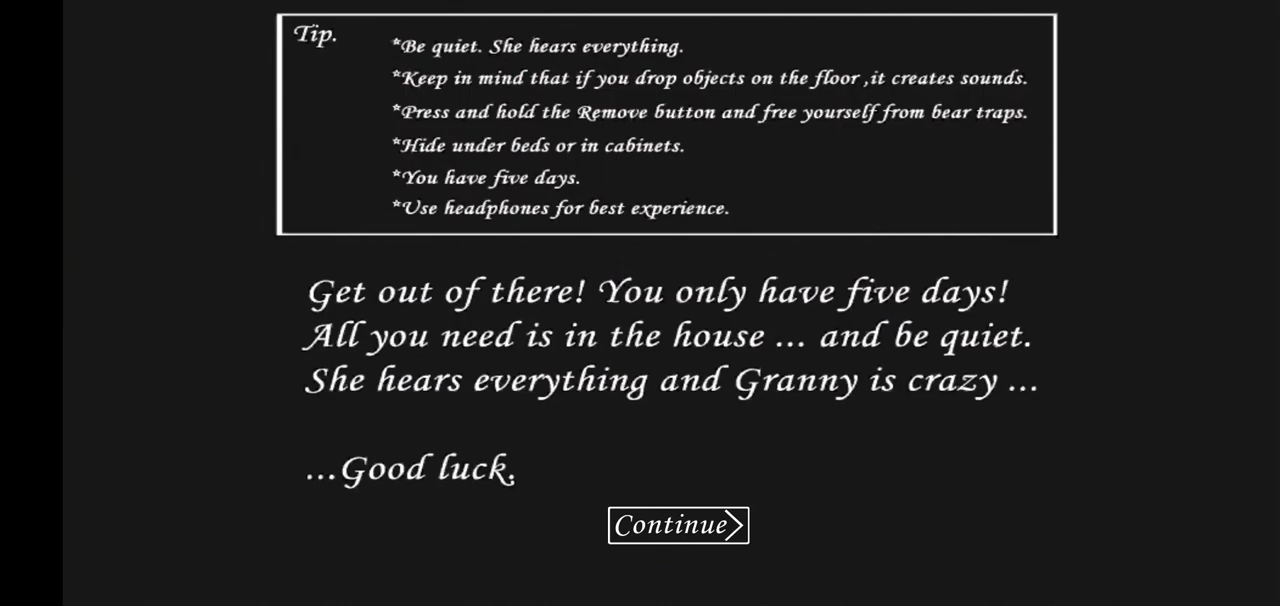 Tip.
*Be quiet. She hears everything.
*Keep in mind that if you drop objects on the floor ,it creates sounds.
*Press and hold the Remove button and free yourself from bear traps.
*Hide under beds or in cabinets.
*You have five days.
*Use headphones for best experience.
Get out of there! You only have five days!
All you need is in the house ... and be quiet.
She hears everything and Granny is crazy ...
...Good luck.
Continue